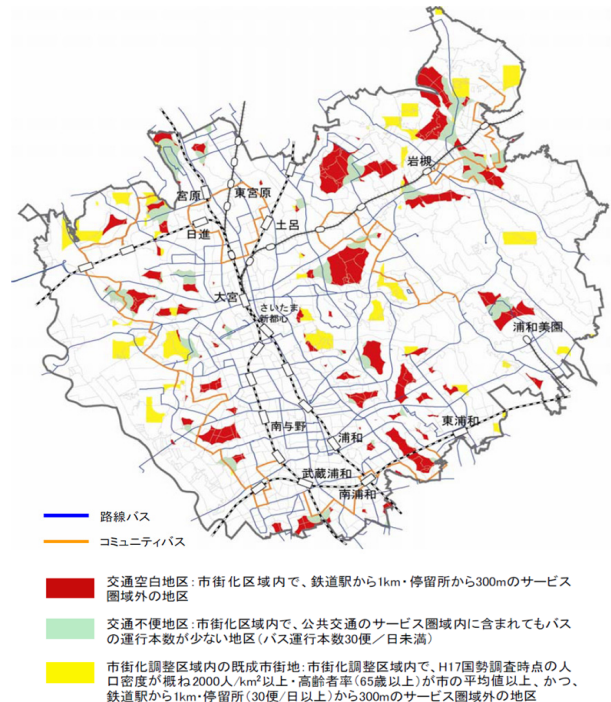 岩槻
宮原
東宮原
土呂
日進
大宮
さいたま
新都心
浦和美園
東浦和
南与野
浦和
武蔵浦和
南浦和
路線バス
コミュニティバス
交通空白地区：市街化区域内で、鉄道駅から1km・停留所から300mのサービス
圏域外の地区
交通不便地区：市街化区域内で、公共交通のサービス圏域内に含まれてもバス
の運行本数が少ない地区（バス運行本数30便／日未満）
市街化調整区域内の既成市街地：市街化調整区域内で、H17国勢調査時点の人
口密度が概ね2000人/km²以上・高齢者率（65歳以上）が市の平均値以上、かつ、
鉄道駅から1km・停留所（30便/日以上）から300mのサービス圏域外の地区